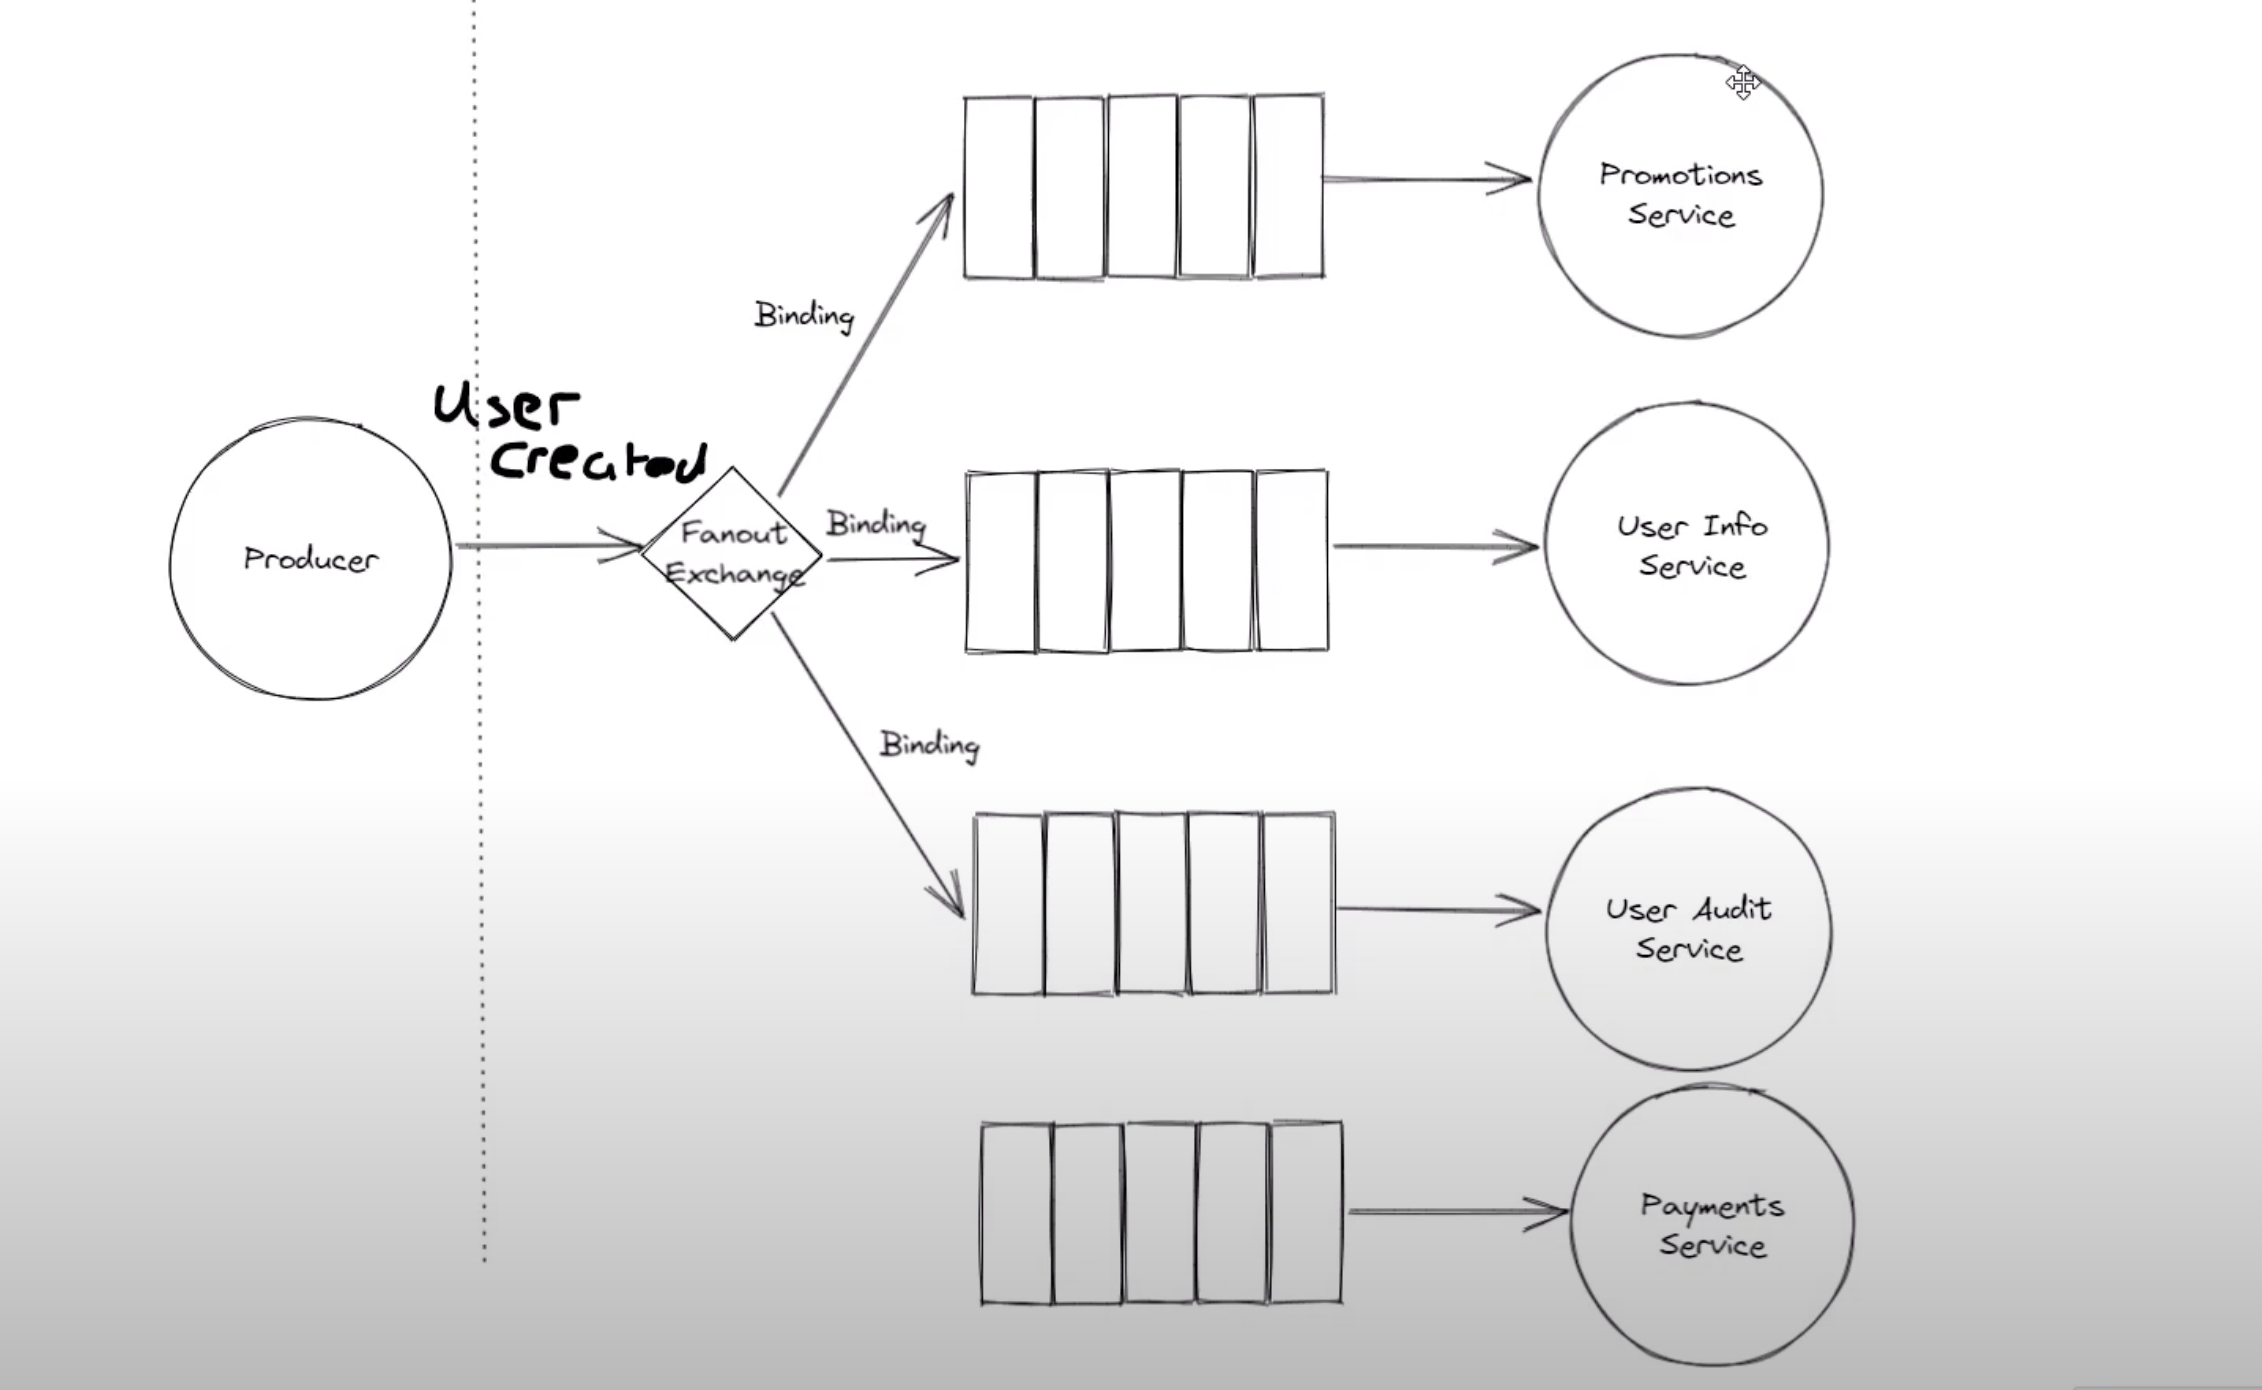 Promotions
Service
Binding
User
Created
Producer
Fanout
Exchange
Binding
User Info
Service
Binding
User Audit
Service
Payments
Service